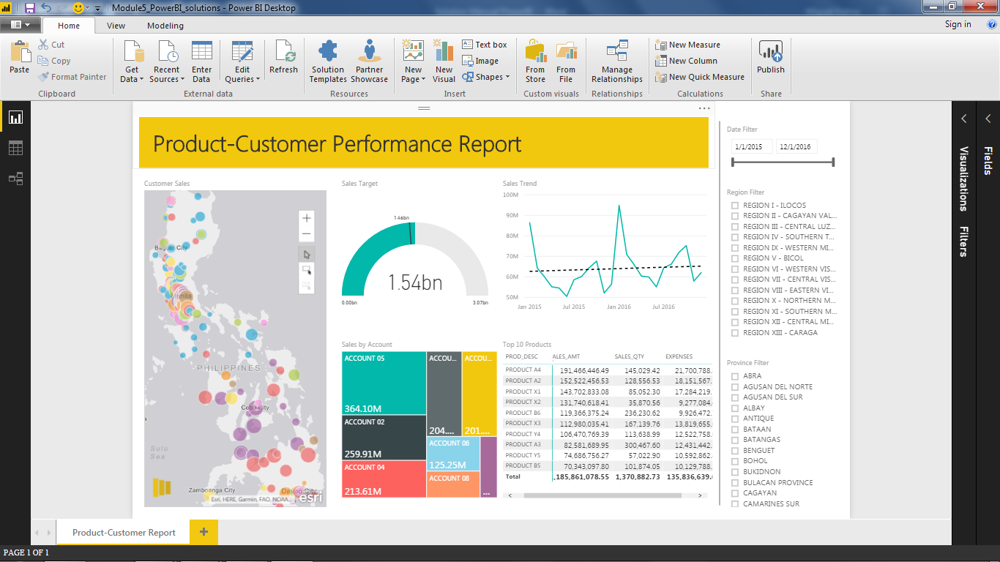 Module5_PowerBI_solutions - Power BI Desktop
Home View Modeling Sign in
Paste
Cut
Copy
Format Painter
Clipboard
Get Data
Recent Sources
Enter Data
Edit Queries
Refresh
External data
Solution Templates
Partner Showcase
Resources
New Page
New Visual
Text box
Image
Shapes
Insert
From Store
From File
Custom visuals
Manage Relationships
Relationships
New Measure
New Column
New Quick Measure
Calculations
Publish
Share
Product-Customer Performance Report
Customer Sales
Baguio City
Manila
PHILIPPINES
Cebu City
Sulu Sea
Zamboanga City
Davao City
Esri, HERE, Garmin, FAO, NOAA...
esri
Sales Target
1.46bn
1.54bn
0.00bn 3.07bn
Sales Trend
100M
90M
80M
70M
60M
50M
Jan 2015 Jul 2015 Jan 2016 Jul 2016
Sales by Account
ACCOUNT 05
364.10M
ACCOUNT 02
259.91M
ACCOUNT 04
213.61M
ACCOU...
204....
ACCOU...
201....
ACCOUNT 06
125.25M
ACCOUNT 08
...
Top 10 Products
PROD_DESC ALES_AMT SALES_QTY EXPENSES
PRODUCT A4 191,466,446.49 145,029.42 21,700,788.
PRODUCT A2 152,522,456.53 128,556.53 18,151,567.
PRODUCT X1 143,702,833.08 85,052.30 17,284,219.
PRODUCT X2 131,740,618.41 35,870.56 9,277,084.
PRODUCT B6 119,366,375.24 236,230.62 9,926,472.
PRODUCT X3 112,980,035.41 167,139.76 13,819,655.
PRODUCT Y4 106,470,769.39 113,638.99 12,522,758.
PRODUCT A3 82,581,689.95 300,467.60 12,431,442.
PRODUCT Y5 74,686,756.27 57,022.90 10,592,862.
PRODUCT B5 70,343,097.80 101,874.05 10,129,788.
Total ,185,861,078.55 1,370,882.73 135,836,639.
Date Filter
1/1/2015 12/1/2016
Region Filter
REGION I - ILOCOS
REGION II - CAGAYAN VAL...
REGION III - CENTRAL LUZ...
REGION IV - SOUTHERN T...
REGION IX - WESTERN MI...
REGION V - BICOL
REGION VI - WESTERN VIS...
REGION VII - CENTRAL VIS...
REGION VIII - EASTERN VI...
REGION X - NORTHERN M...
REGION XI - SOUTHERN M...
REGION XII - CENTRAL MI...
REGION XIII - CARAGA
Province Filter
ABRA
AGUSAN DEL NORTE
AGUSAN DEL SUR
ALBAY
ANTIQUE
BATAAN
BATANGAS
BENGUET
BOHOL
BUKIDNON
BULACAN PROVINCE
CAGAYAN
CAMARINES SUR
Visualizations
Filters
Fields
Product-Customer Report
PAGE 1 OF 1